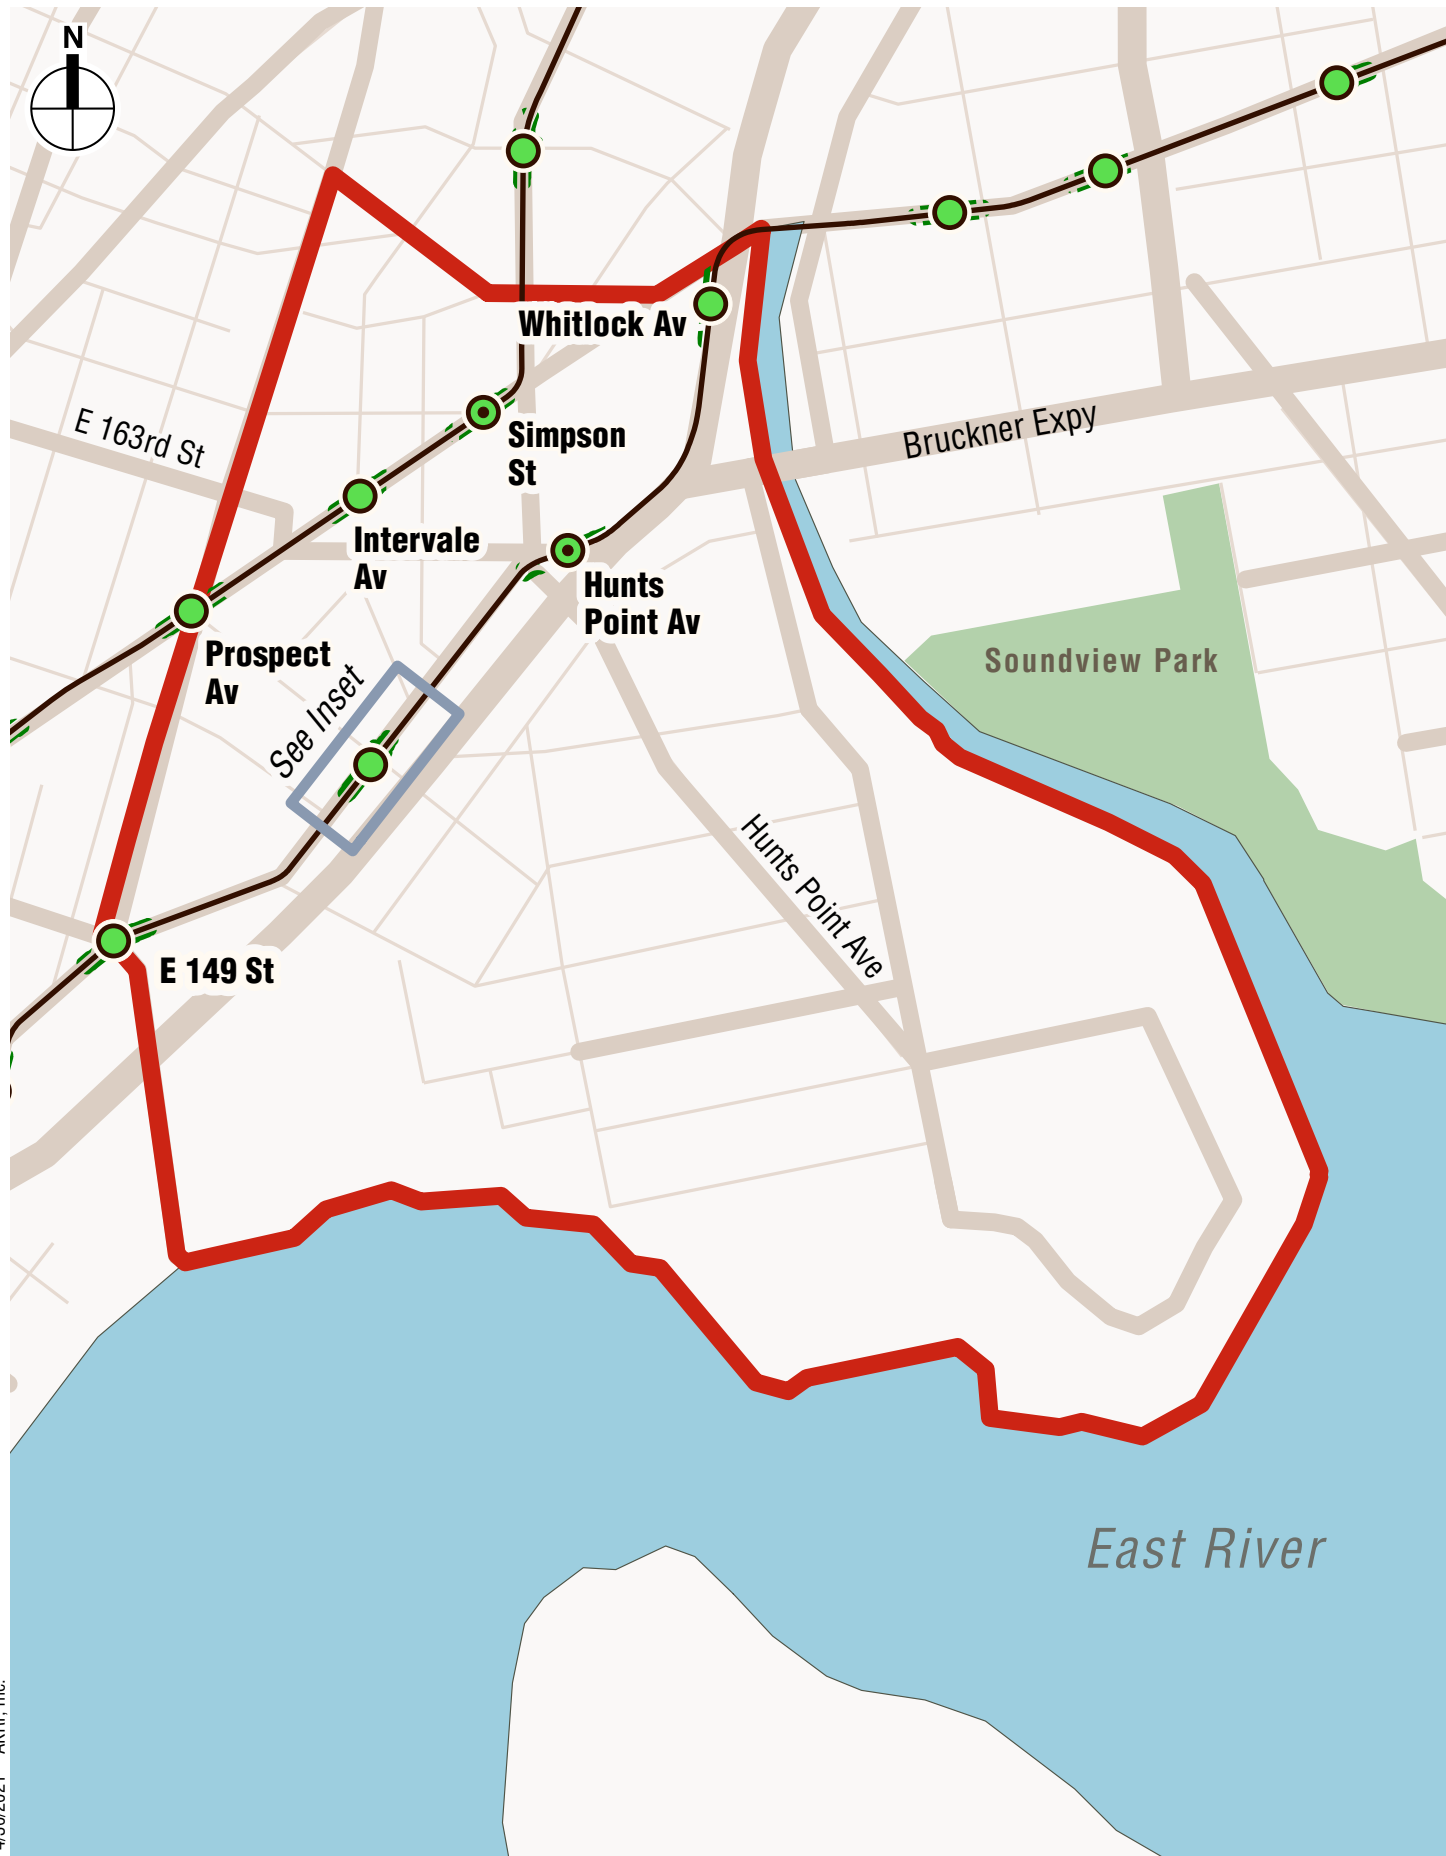 N
Whitlock Av
E 163rd St
Simpson
St
Bruckner Expy
Intervale
Av
Hunts
Point Av
Prospect
Av
See Inset
Soundview Park
Hunts Point Ave
E 149 St
East River